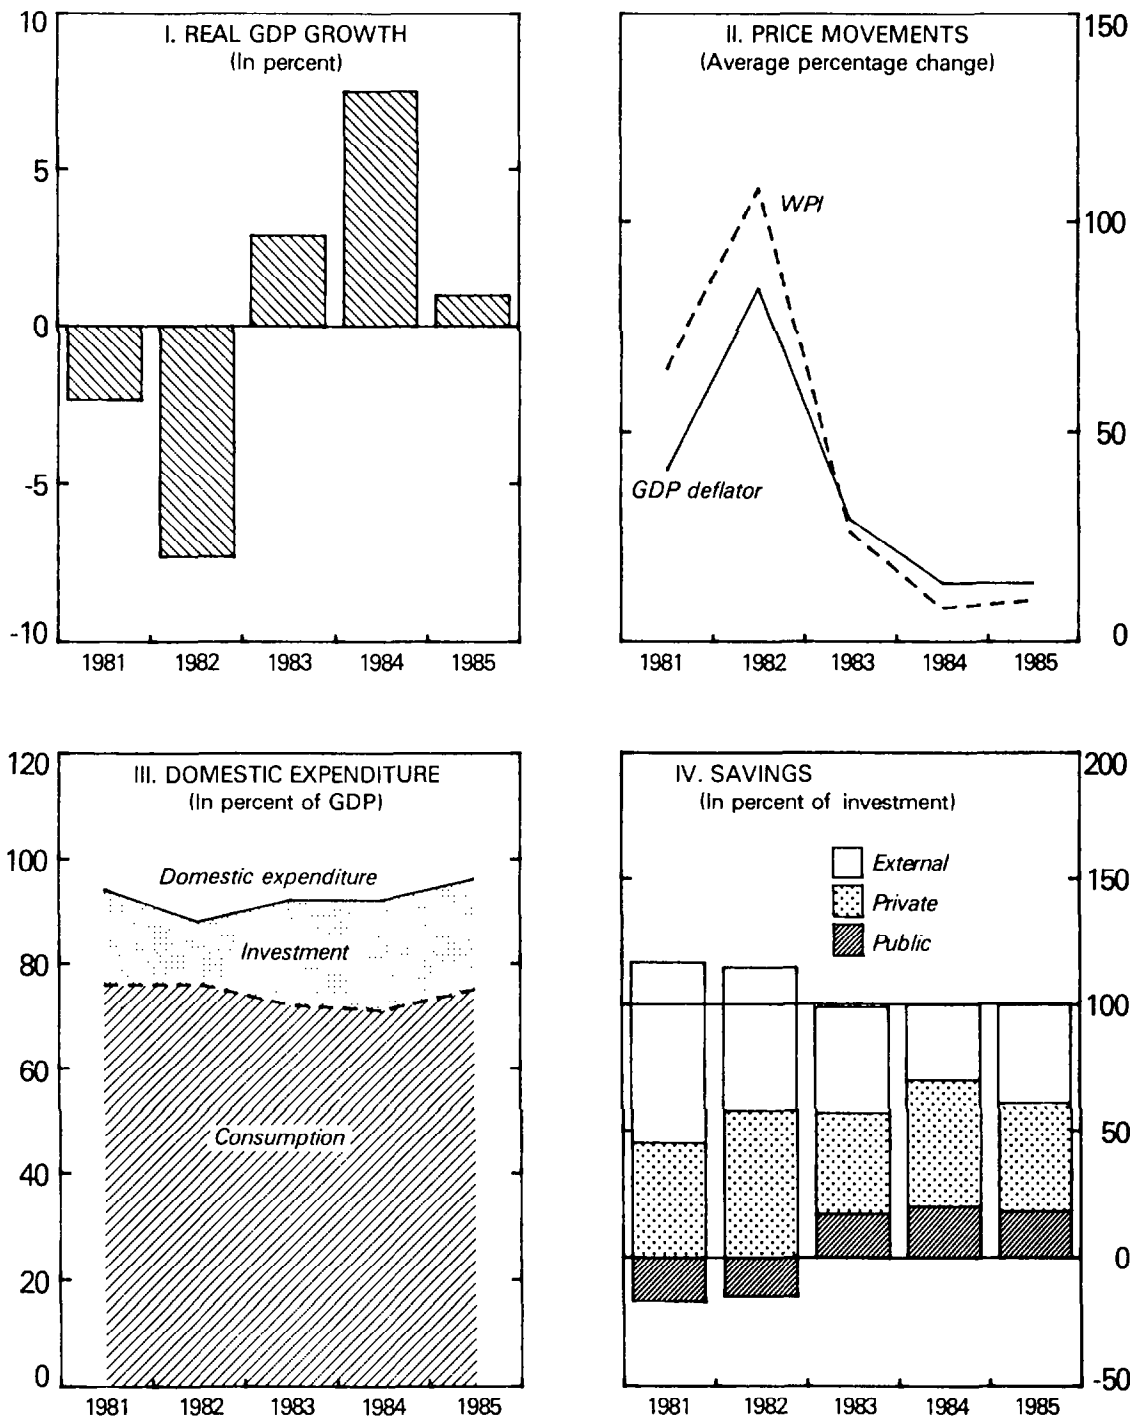 I. REAL GDP GROWTH
(In percent)
10
5
0
-5
-10
1981 1982 1983 1984 1985
II. PRICE MOVEMENTS
(Average percentage change)
WPI
GDP deflator
150
100
50
0
1981 1982 1983 1984 1985
III. DOMESTIC EXPENDITURE
(In percent of GDP)
Domestic expenditure
Investment
Consumption
120
100
80
60
40
20
0
1981 1982 1983 1984 1985
IV. SAVINGS
(In percent of investment)
External
Private
Public
200
150
100
50
0
-50
1981 1982 1983 1984 1985